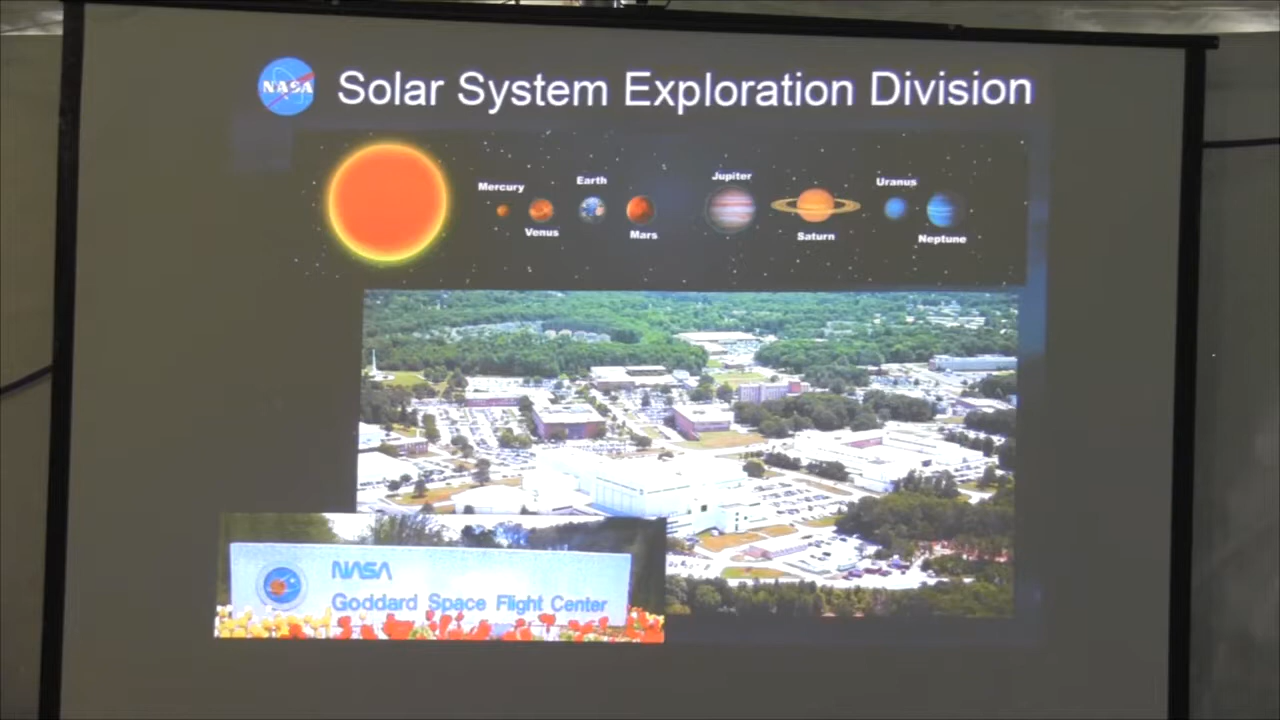 NASA
Solar System Exploration Division
Mercury
Venus
Earth
Mars
Jupiter
Saturn
Uranus
Neptune
NASA
Goddard Space Flight Center